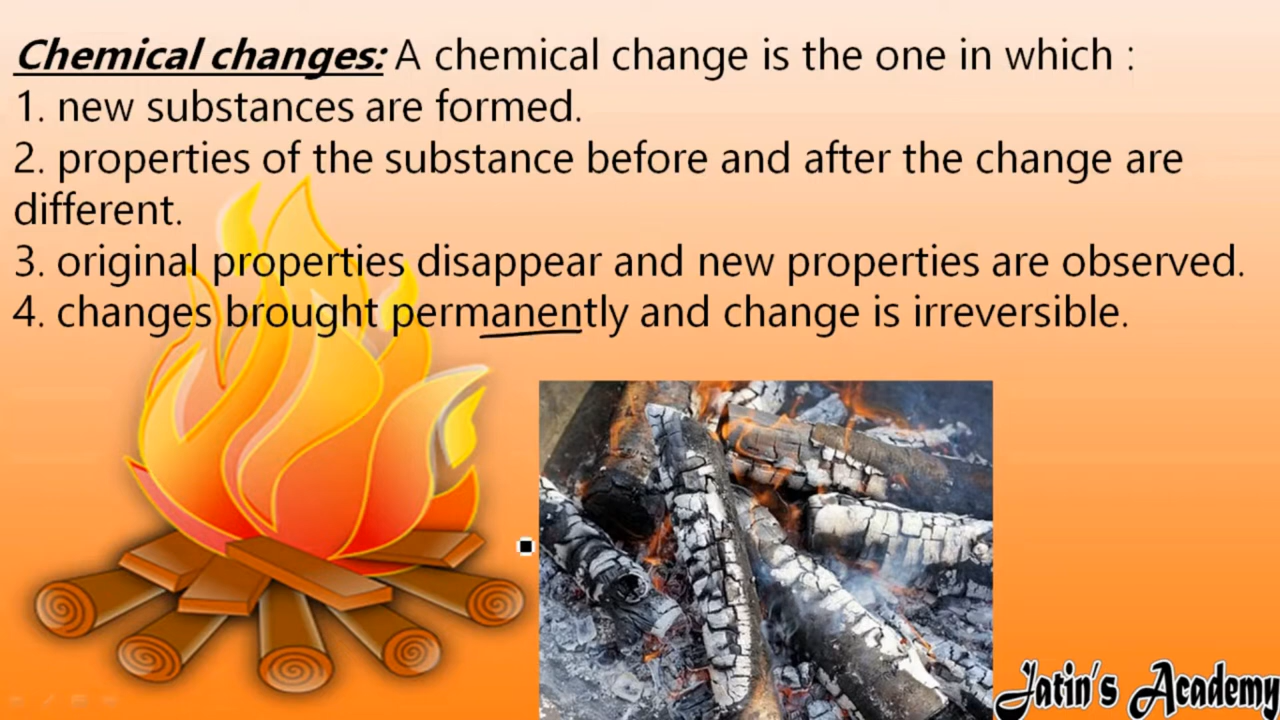 Chemical changes: A chemical change is the one in which :
1. new substances are formed.
2. properties of the substance before and after the change are
different.
3. original properties disappear and new properties are observed.
4. changes brought permanently and change is irreversible.
Jatin's Academy